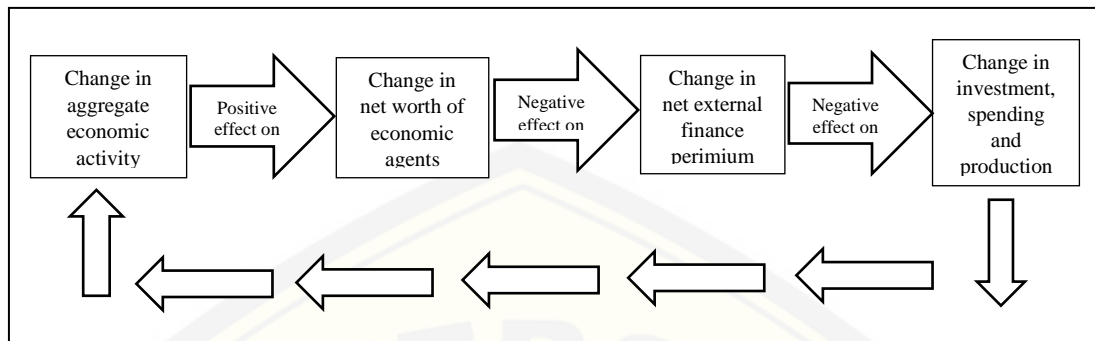 Change in
aggregate
economic
activity
Positive
effect on
Change in
net worth of
economic
agents
Negative
effect on
Change in
net external
finance
perimium
Negative
effect on
Change in
investment,
spending
and
production